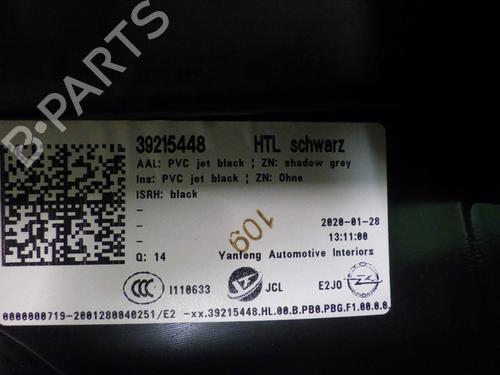 39215448 HTL schwarz
AAL: PVC jet black ; ZN: shadow grey
Ins: PVC jet black ; ZN: Ohne
ISRH: black
-
-
2020-01-28
-
13:11:00
Q: 14
Yanfeng Automotive Interiors
601
CCC
I110633
JCL
E2JO
0000000719-2001280040251/E2
-xx.39215448.HL.00.B.PB0.PBG.F1.00.0.0.
B-PARTS